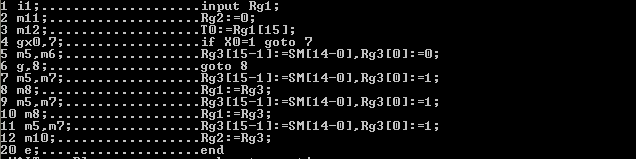 1 i1;......................input Rg1;
2 m11;.....................Rg2:=0;
3 m12;.....................T0:=Rg1[15];
4 gx0,7;...................if X0=1 goto 7
5 m5,m6;...................Rg3[15-1]:=SM[14-0],Rg3[0]:=0;
6 g,8;.....................goto 8
7 m5,m7;...................Rg3[15-1]:=SM[14-0],Rg3[0]:=1;
8 m8;......................Rg1:=Rg3;
9 m5,m7;...................Rg3[15-1]:=SM[14-0],Rg3[0]:=1;
10 m8;.....................Rg1:=Rg3;
11 m5,m7;..................Rg3[15-1]:=SM[14-0],Rg3[0]:=1;
12 m10;....................Rg2:=Rg3;
20 e;......................end